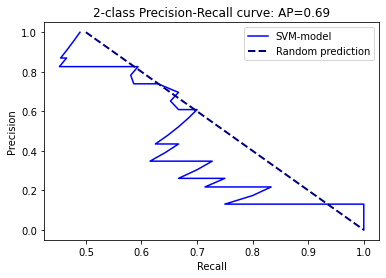 2-class Precision-Recall curve: AP=0.69
SVM-model
Random prediction
Precision
1.0
0.8
0.6
0.4
0.2
0.0
0.5
0.6
0.7
0.8
0.9
1.0
Recall